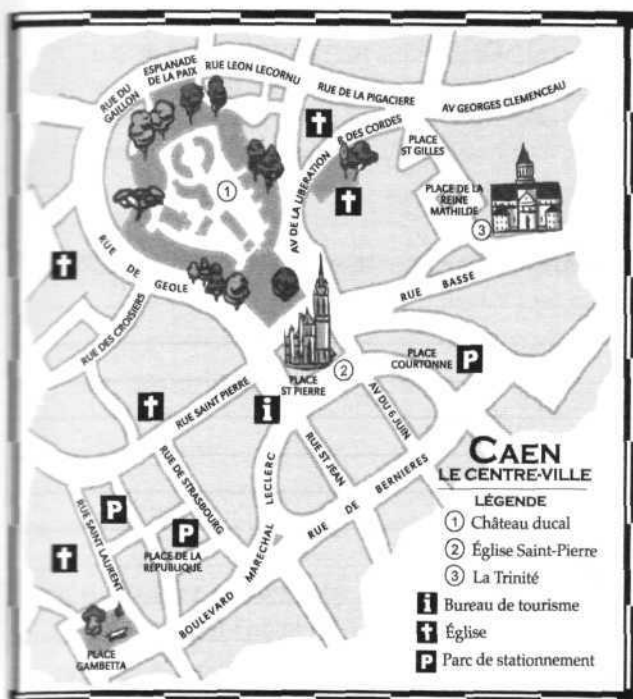 ESPLANADE
DE LA PAIX
RUE LEON LECORNU
RUE DU
GAILLON
RUE DE LA PIGACIERE
AV GEORGES CLEMENCEAU
R DES CORDES
PLACE
ST GILLES
AV DE LA LIBERATION
PLACE DE LA
REINE
MATHILDE
1
3
RUE DE GEOLE
RUE BASSE
RUE DES CROISIERS
PLACE
ST PIERRE
2
PLACE
COURTONNE
P
RUE SAINT PIERRE
i
AV DU 6 JUIN
RUE ST JEAN
RUE DE STRASBOURG
RUE DE BERNIERES
BOULEVARD MARECHAL LECLERC
P
P
PLACE DE LA
RÉPUBLIQUE
RUE SAINT LAURENT
PLACE
GAMBETTA
CAEN
LE CENTRE-VILLE
LÉGENDE
1 Château ducal
2 Église Saint-Pierre
3 La Trinité
i Bureau de tourisme
Église
P Parc de stationnement